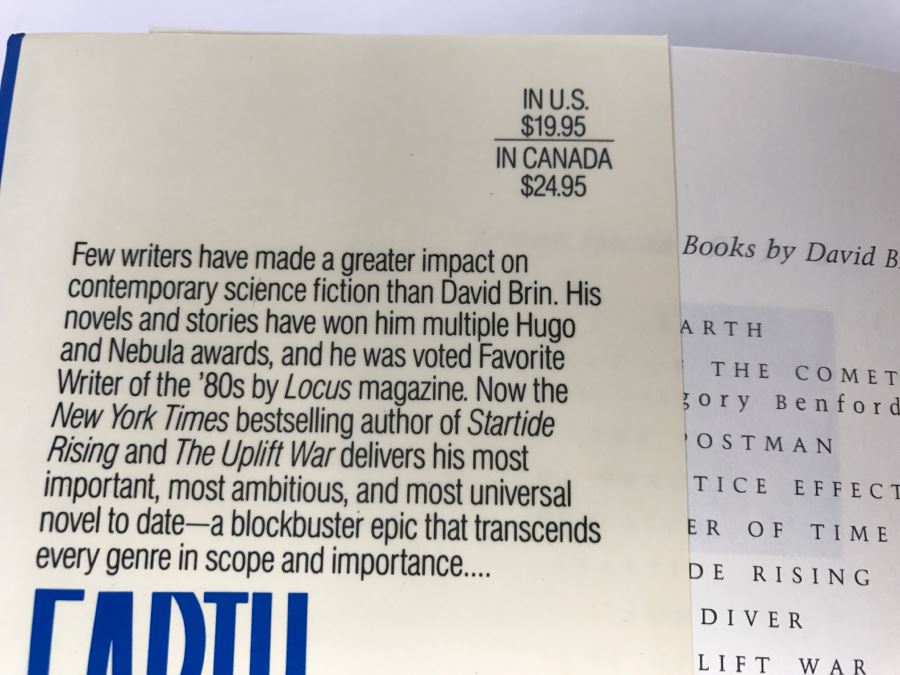 IN U.S.
$19.95
IN CANADA
$24.95
Few writers have made a greater impact on
contemporary science fiction than David Brin. His
novels and stories have won him multiple Hugo
and Nebula awards, and he was voted Favorite
Writer of the '80s by Locus magazine. Now the
New York Times bestselling author of Startide
Rising and The Uplift War delivers his most
important, most ambitious, and most universal
novel to date—a blockbuster epic that transcends
every genre in scope and importance....
EARTH
Books by David B
ARTH
THE COMET
gory Benford
OSTMAN
TICE EFFECT
ER OF TIME
DE RISING
DIVER
LIFT WAR